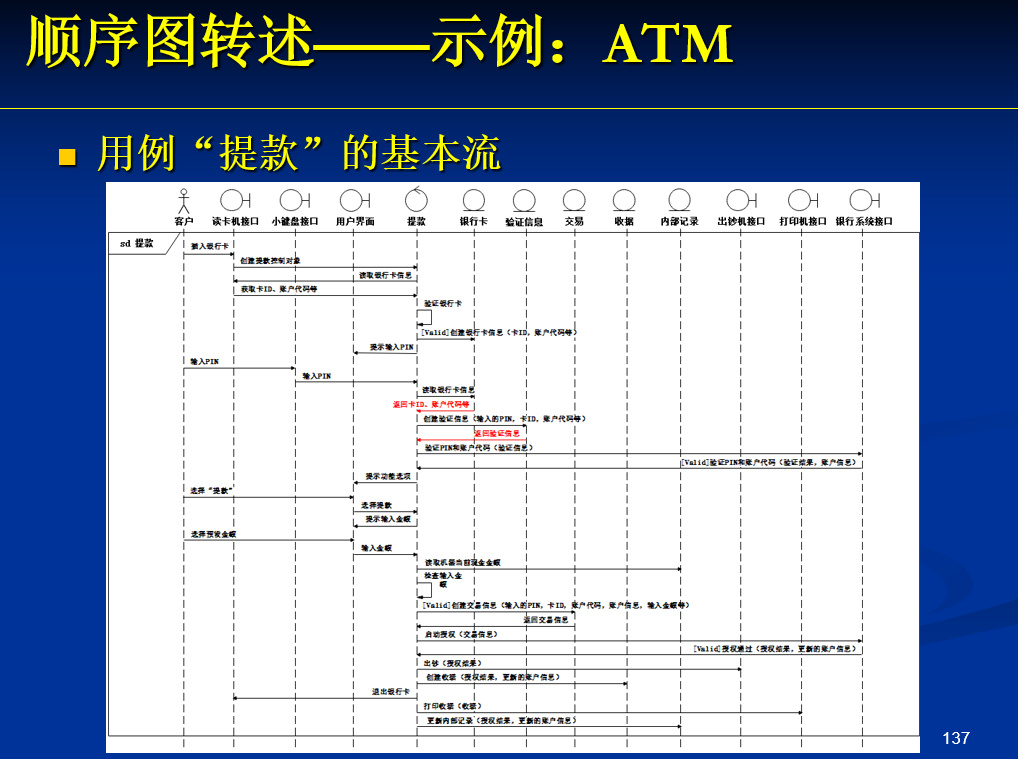 顺序图转述——示例：ATM
用例“提款”的基本流
客户 读卡机接口 小键盘接口 用户界面 提款 银行卡 验证信息 交易 收据 内部记录 出钞机接口 打印机接口 银行系统接口
sd 提款
插入银行卡
创建提款控制对象
读取银行卡信息
获取卡ID、账户代码等
验证银行卡
[Valid]创建银行卡信息（卡ID，账户代码等）
提示输入PIN
输入PIN
输入PIN
读取银行卡信息
返回卡ID、账户代码等
创建验证信息（输入的PIN，卡ID，账户代码等）
返回验证信息
验证PIN和账户代码（验证信息）
[Valid]验证PIN和账户代码（验证结果，账户信息）
提示功能选项
选择“提款”
选择提款
提示输入金额
选择预设金额
输入金额
读取机器当前现金金额
检查输入金
额
[Valid]创建交易信息（输入的PIN，卡ID，账户代码，账户信息，输入金额等）
返回交易信息
启动授权（交易信息）
[Valid]授权通过（授权结果，更新的账户信息）
出钞（授权结果）
创建收据（授权结果，更新的账户信息）
退出银行卡
打印收据（收据）
更新内部记录（授权结果，更新的账户信息）
137